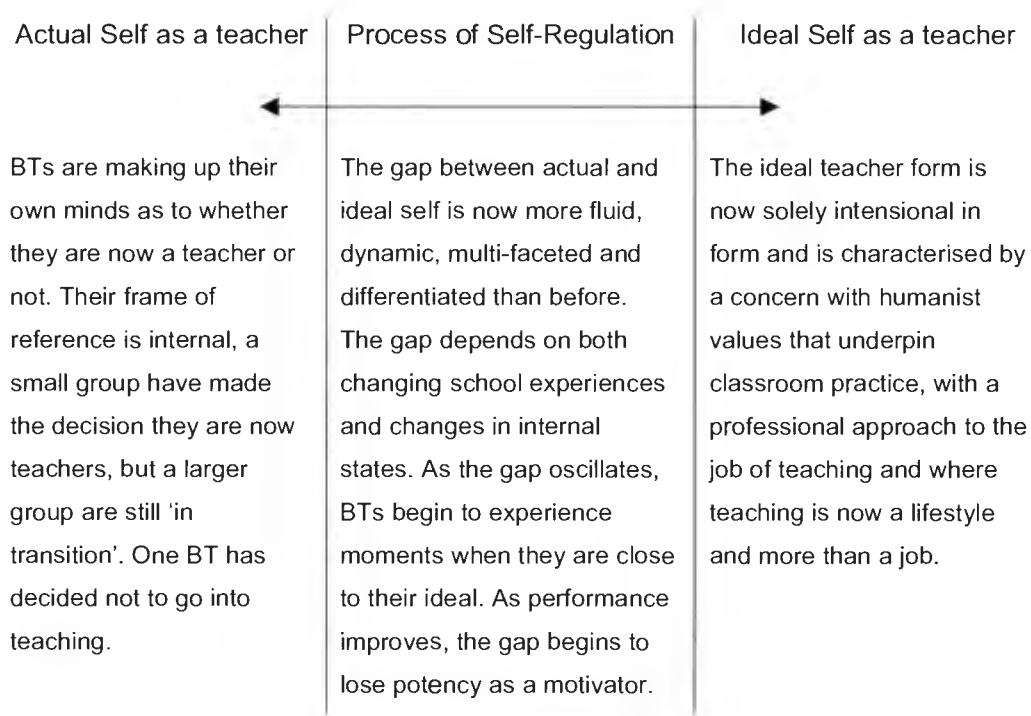 Actual Self as a teacher
BTs are making up their
own minds as to whether
they are now a teacher or
not. Their frame of
reference is internal, a
small group have made
the decision they are now
teachers, but a larger
group are still ‘in
transition’. One BT has
decided not to go into
teaching.
Process of Self-Regulation
The gap between actual and
ideal self is now more fluid,
dynamic, multi-faceted and
differentiated than before.
The gap depends on both
changing school experiences
and changes in internal
states. As the gap oscillates,
BTs begin to experience
moments when they are close
to their ideal. As performance
improves, the gap begins to
lose potency as a motivator.
Ideal Self as a teacher
The ideal teacher form is
now solely intensional in
form and is characterised by
a concern with humanist
values that underpin
classroom practice, with a
professional approach to the
job of teaching and where
teaching is now a lifestyle
and more than a job.